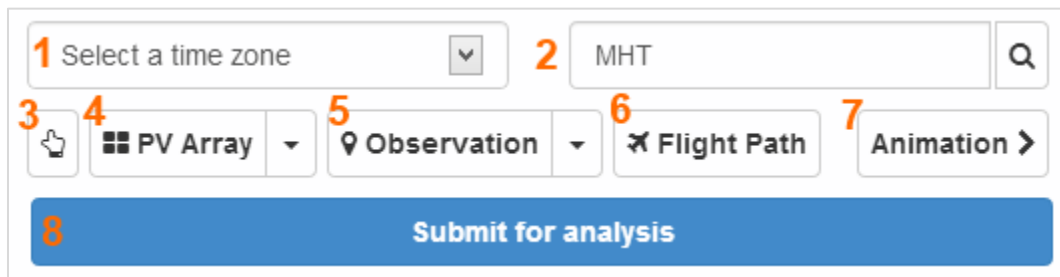 1 Select a time zone 2 MHT
3 4 PV Array 5 Observation 6 Flight Path 7 Animation
8 Submit for analysis